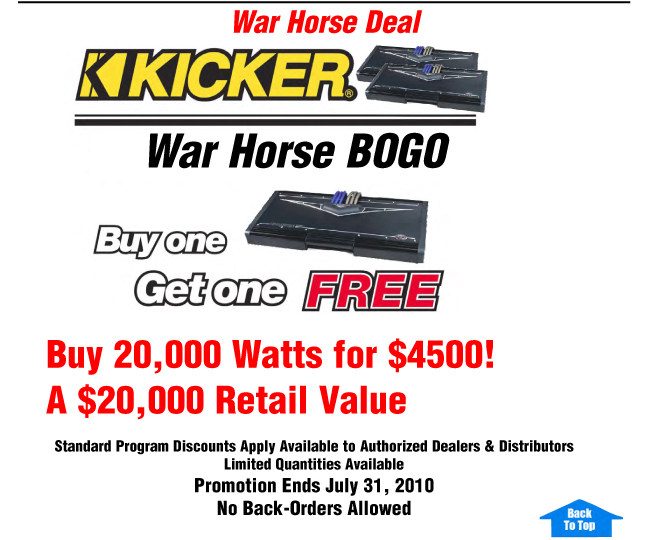 War Horse Deal
KICKER®
War Horse BOGO
Buy one
Get one FREE
Buy 20,000 Watts for $4500!
A $20,000 Retail Value
Standard Program Discounts Apply Available to Authorized Dealers & Distributors
Limited Quantities Available
Promotion Ends July 31, 2010
No Back-Orders Allowed
Back
To Top